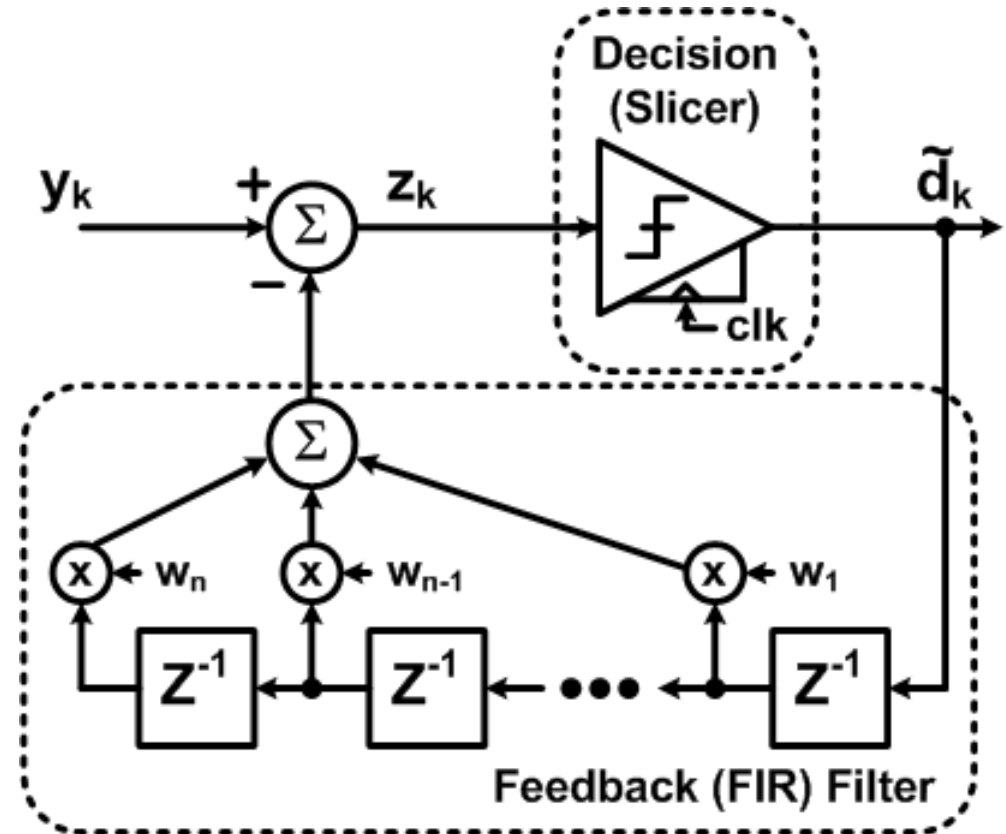 Decision
(Slicer)
yₖ
+
Σ
zₖ
d̃ₖ
−
clk
Σ
x
wₙ
x
wₙ₋₁
x
w₁
Z⁻¹
Z⁻¹
•••
Z⁻¹
Feedback (FIR) Filter